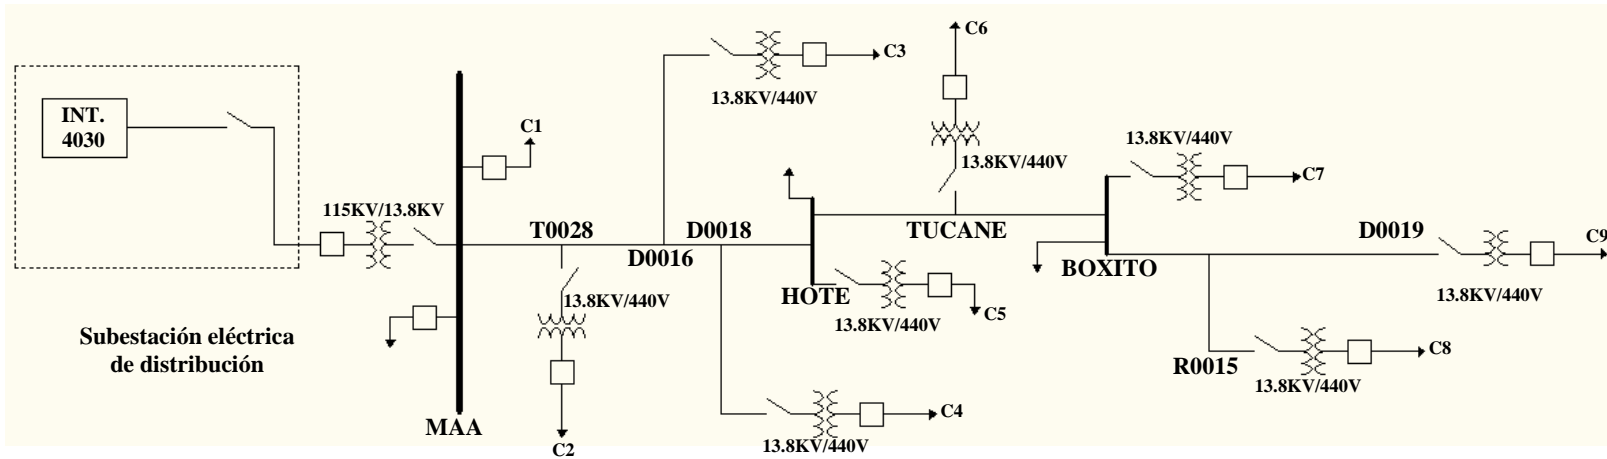 INT.
4030
115KV/13.8KV
Subestación eléctrica
de distribución
MAA
C1
T0028
13.8KV/440V
C2
D0016
D0018
C3
13.8KV/440V
C4
13.8KV/440V
HOTE
13.8KV/440V
C5
C6
13.8KV/440V
TUCANE
BOXITO
13.8KV/440V
C7
D0019
C9
13.8KV/440V
R0015
C8
13.8KV/440V